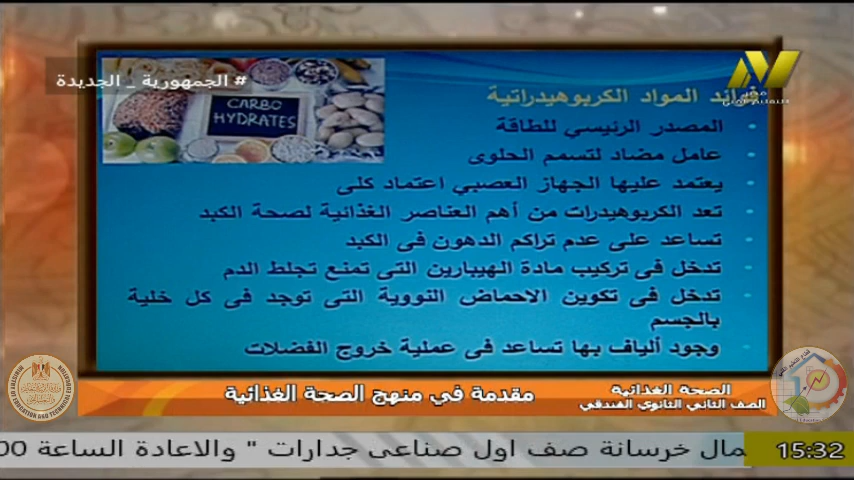 # الجمهورية _ الجديدة
مصر
CARBO
HYDRATES
فوائد المواد الكربوهيدراتية
المصدر الرئيسي للطاقة
عامل مضاد لتسمم الحلوى
يعتمد عليها الجهاز العصبي اعتماد كلى
تعد الكربوهيدرات من أهم العناصر الغذائية لصحة الكبد
تساعد على عدم تراكم الدهون فى الكبد
تدخل فى تركيب مادة الهيبارين التى تمنع تجلط الدم
تدخل فى تكوين الاحماض النووية التى توجد فى كل خلية
بالجسم
وجود ألياف بها تساعد فى عملية خروج الفضلات
الصحة الغذائية
الصف الثاني الثانوي الفندقي
مقدمة في منهج الصحة الغذائية
مال خرسانة صف اول صناعى جدارات " والاعادة الساعة 00
15:32